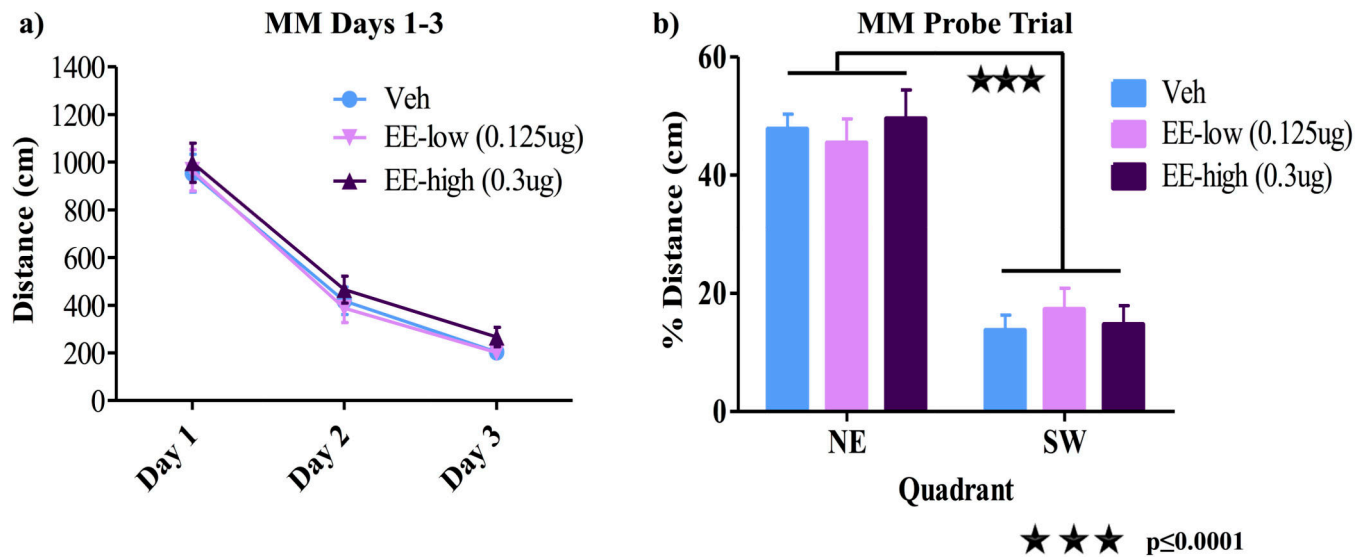 a)
MM Days 1-3
1400
1200
1000
800
600
400
200
0
Distance (cm)
Veh
EE-low (0.125ug)
EE-high (0.3ug)
Day 1
Day 2
Day 3
b)
MM Probe Trial
60
40
20
0
% Distance (cm)
Veh
EE-low (0.125ug)
EE-high (0.3ug)
NE
SW
Quadrant
p≤0.0001